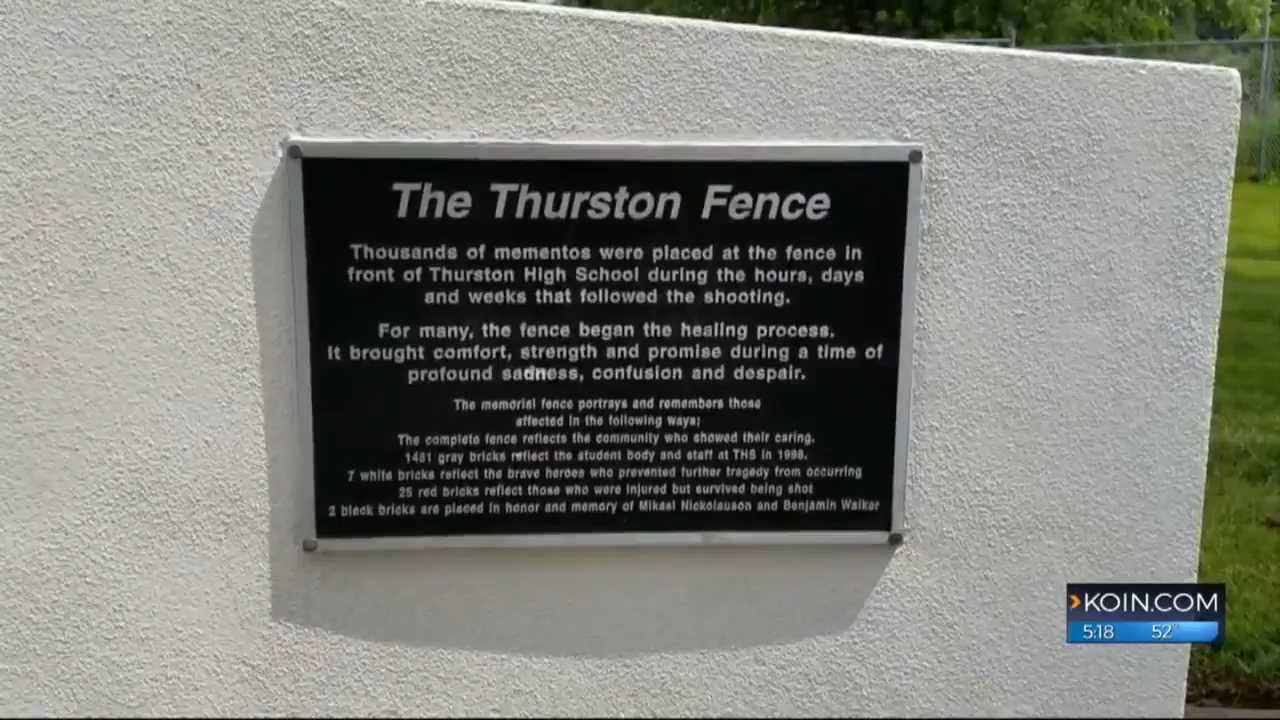 The Thurston Fence
Thousands of mementos were placed at the fence in
front of Thurston High School during the hours, days
and weeks that followed the shooting.
For many, the fence began the healing process.
It brought comfort, strength and promise during a time of
profound sadness, confusion and despair.
The memorial fence portrays and remembers those
affected in the following ways;
The complete fence reflects the community who showed their caring.
1481 gray bricks reflect the student body and staff at THS in 1998.
7 white bricks reflect the brave heroes who prevented further tragedy from occurring
25 red bricks reflect those who were injured but survived being shot
2 black bricks are placed in honor and memory of Mikael Nickolauson and Benjamin Walker
KOIN.COM
5:18 52°